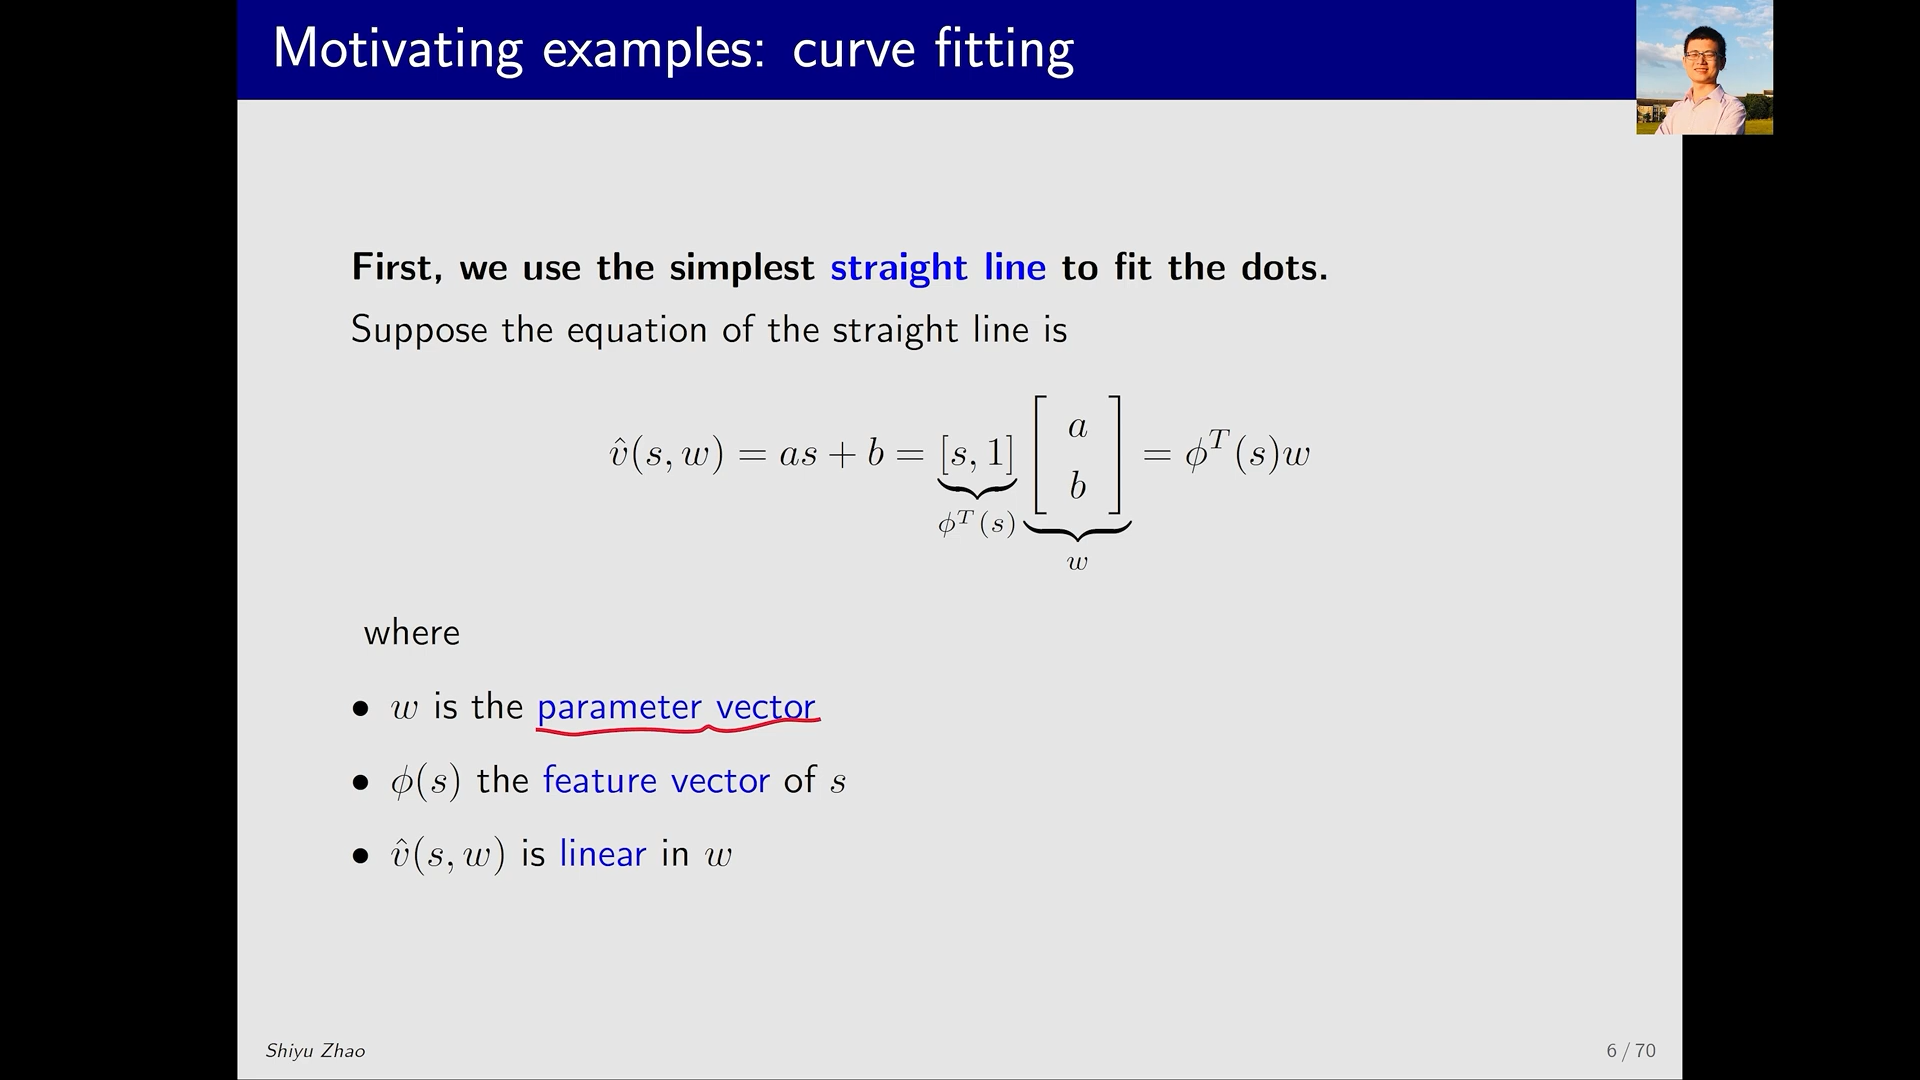 Motivating examples: curve fitting
First, we use the simplest straight line to fit the dots.
Suppose the equation of the straight line is
v̂(s, w) = as + b = [s, 1] [a b] = ϕᵀ(s)w
ϕᵀ(s)
w
where
• w is the parameter vector
• ϕ(s) the feature vector of s
• v̂(s, w) is linear in w
Shiyu Zhao
6 / 70